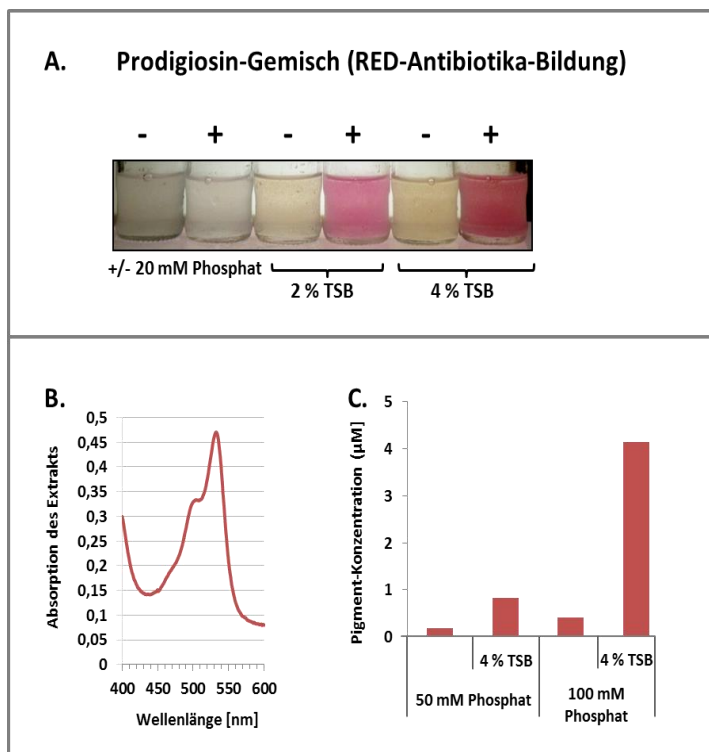 A. Prodigiosin-Gemisch (RED-Antibiotika-Bildung)
- + - + - +
+/- 20 mM Phosphat
2 % TSB
4 % TSB
B.
0,5
0,45
0,4
0,35
0,3
0,25
0,2
0,15
0,1
0,05
0
Absorption des Extrakts
400 450 500 550 600
Wellenlänge [nm]
C.
5
4
3
2
1
0
Pigment-Konzentration (µM)
4 % TSB
4 % TSB
50 mM Phosphat
100 mM
Phosphat